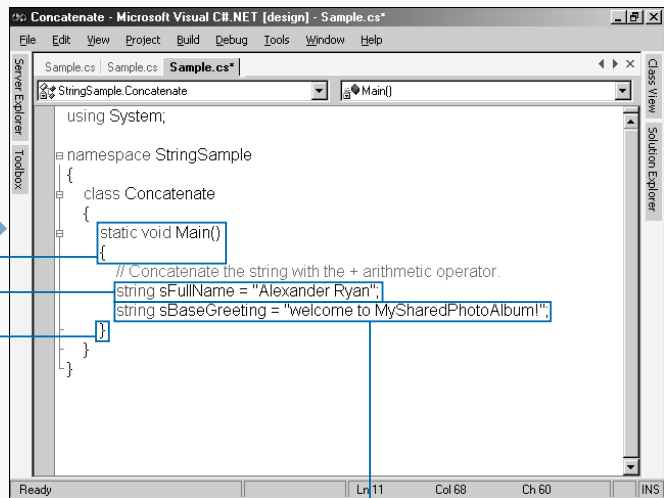 Concatenate - Microsoft Visual C#.NET [design] - Sample.cs*
File Edit View Project Build Debug Tools Window Help
Sample.cs Sample.cs Sample.cs*
StringSample.Concatenate Main()
Server Explorer
Toolbox
Class View
Solution Explorer
using System;
namespace StringSample
{
class Concatenate
{
static void Main()
{
// Concatenate the string with the + arithmetic operator.
string sFullName = "Alexander Ryan";
string sBaseGreeting = "welcome to MySharedPhotoAlbum!";
}
}
}
Ready Ln 11 Col 68 Ch 60 INS